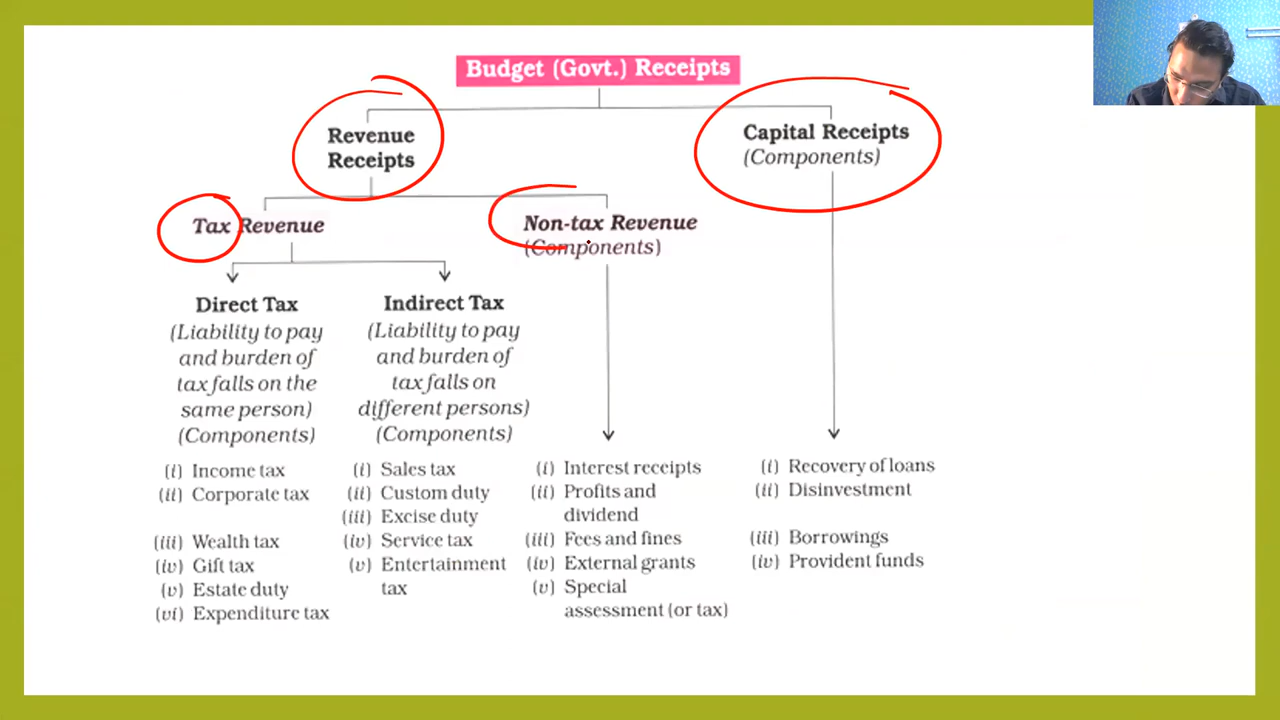 Budget (Govt.) Receipts
Revenue
Receipts
Capital Receipts
(Components)
Tax Revenue
Non-tax Revenue
(Components)
Direct Tax
(Liability to pay
and burden of
tax falls on the
same person)
(Components)
(i) Income tax
(ii) Corporate tax
(iii) Wealth tax
(iv) Gift tax
(v) Estate duty
(vi) Expenditure tax
Indirect Tax
(Liability to pay
and burden of
tax falls on
different persons)
(Components)
(i) Sales tax
(ii) Custom duty
(iii) Excise duty
(iv) Service tax
(v) Entertainment
tax
(i) Interest receipts
(ii) Profits and
dividend
(iii) Fees and fines
(iv) External grants
(v) Special
assessment (or tax)
(i) Recovery of loans
(ii) Disinvestment
(iii) Borrowings
(iv) Provident funds